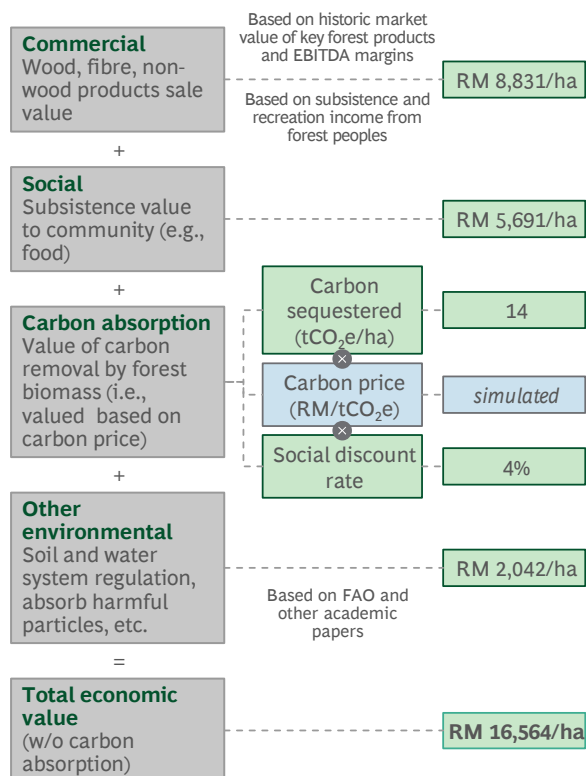 Commercial
Wood, fibre, non-
wood products sale
value
Based on historic market
value of key forest products
and EBITDA margins
RM 8,831/ha
Based on subsistence and
recreation income from
forest peoples
+
Social
Subsistence value
to community (e.g.,
food)
RM 5,691/ha
+
Carbon absorption
Value of carbon
removal by forest
biomass (i.e.,
valued based on
carbon price)
Carbon
sequestered
(tCO₂e/ha)
14
×
Carbon price
(RM/tCO₂e)
simulated
×
Social discount
rate
4%
+
Other
environmental
Soil and water
system regulation,
absorb harmful
particles, etc.
RM 2,042/ha
Based on FAO and
other academic
papers
=
Total economic
value
(w/o carbon
absorption)
RM 16,564/ha